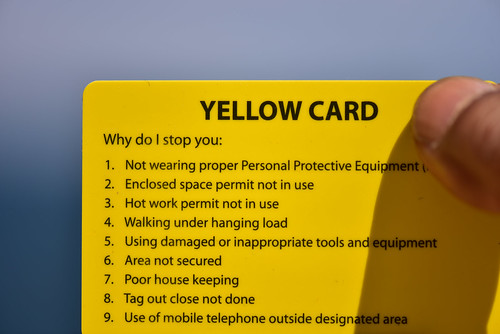 YELLOW CARD
Why do I stop you:
1. Not wearing proper Personal Protective Equipment (
2. Enclosed space permit not in use
3. Hot work permit not in use
4. Walking under hanging load
5. Using damaged or inappropriate tools and equipment
6. Area not secured
7. Poor house keeping
8. Tag out close not done
9. Use of mobile telephone outside designated area